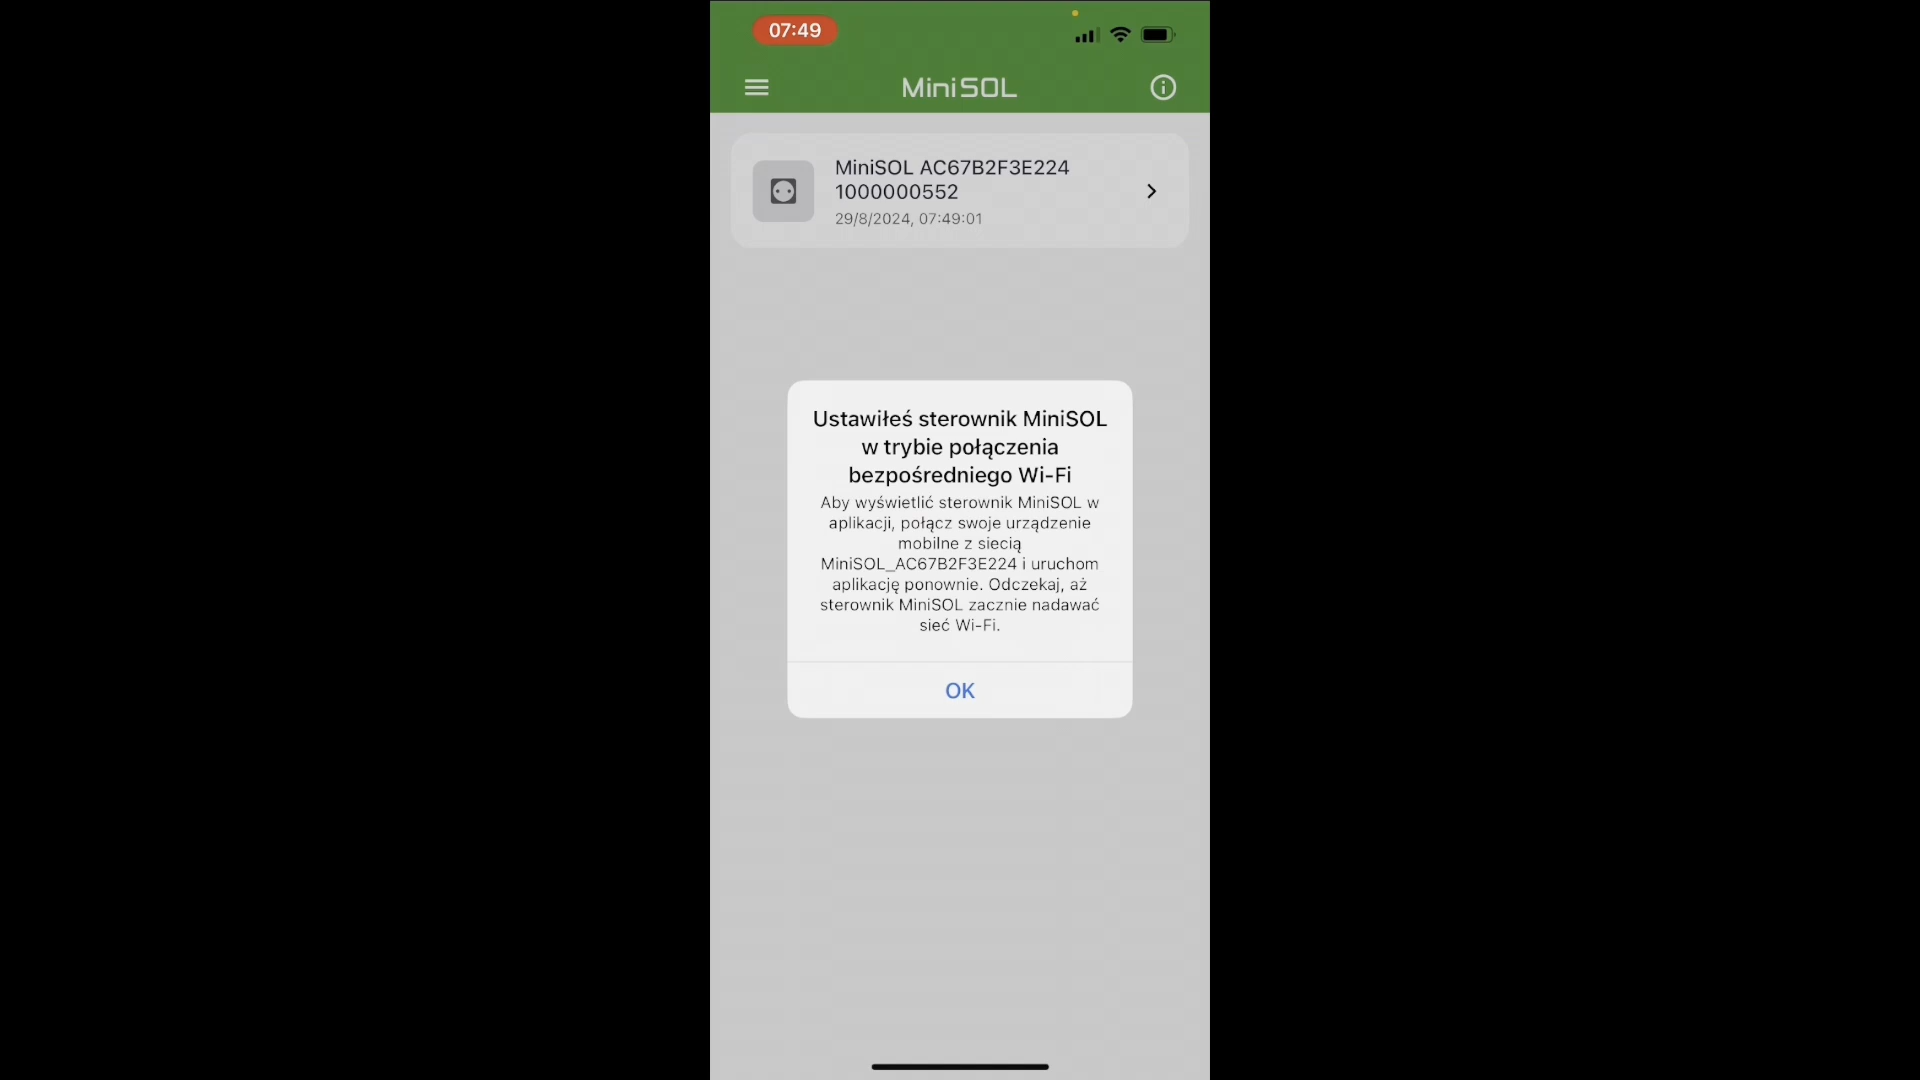 07:49
MiniSOL
MiniSOL AC67B2F3E224
1000000552
29/8/2024, 07:49:01
Ustawiłeś sterownik MiniSOL
w trybie połączenia
bezpośredniego Wi-Fi
Aby wyświetlić sterownik MiniSOL w
aplikacji, połącz swoje urządzenie
mobilne z siecią
MiniSOL_AC67B2F3E224 i uruchom
aplikację ponownie. Odczekaj, aż
sterownik MiniSOL zacznie nadawać
sieć Wi-Fi.
OK